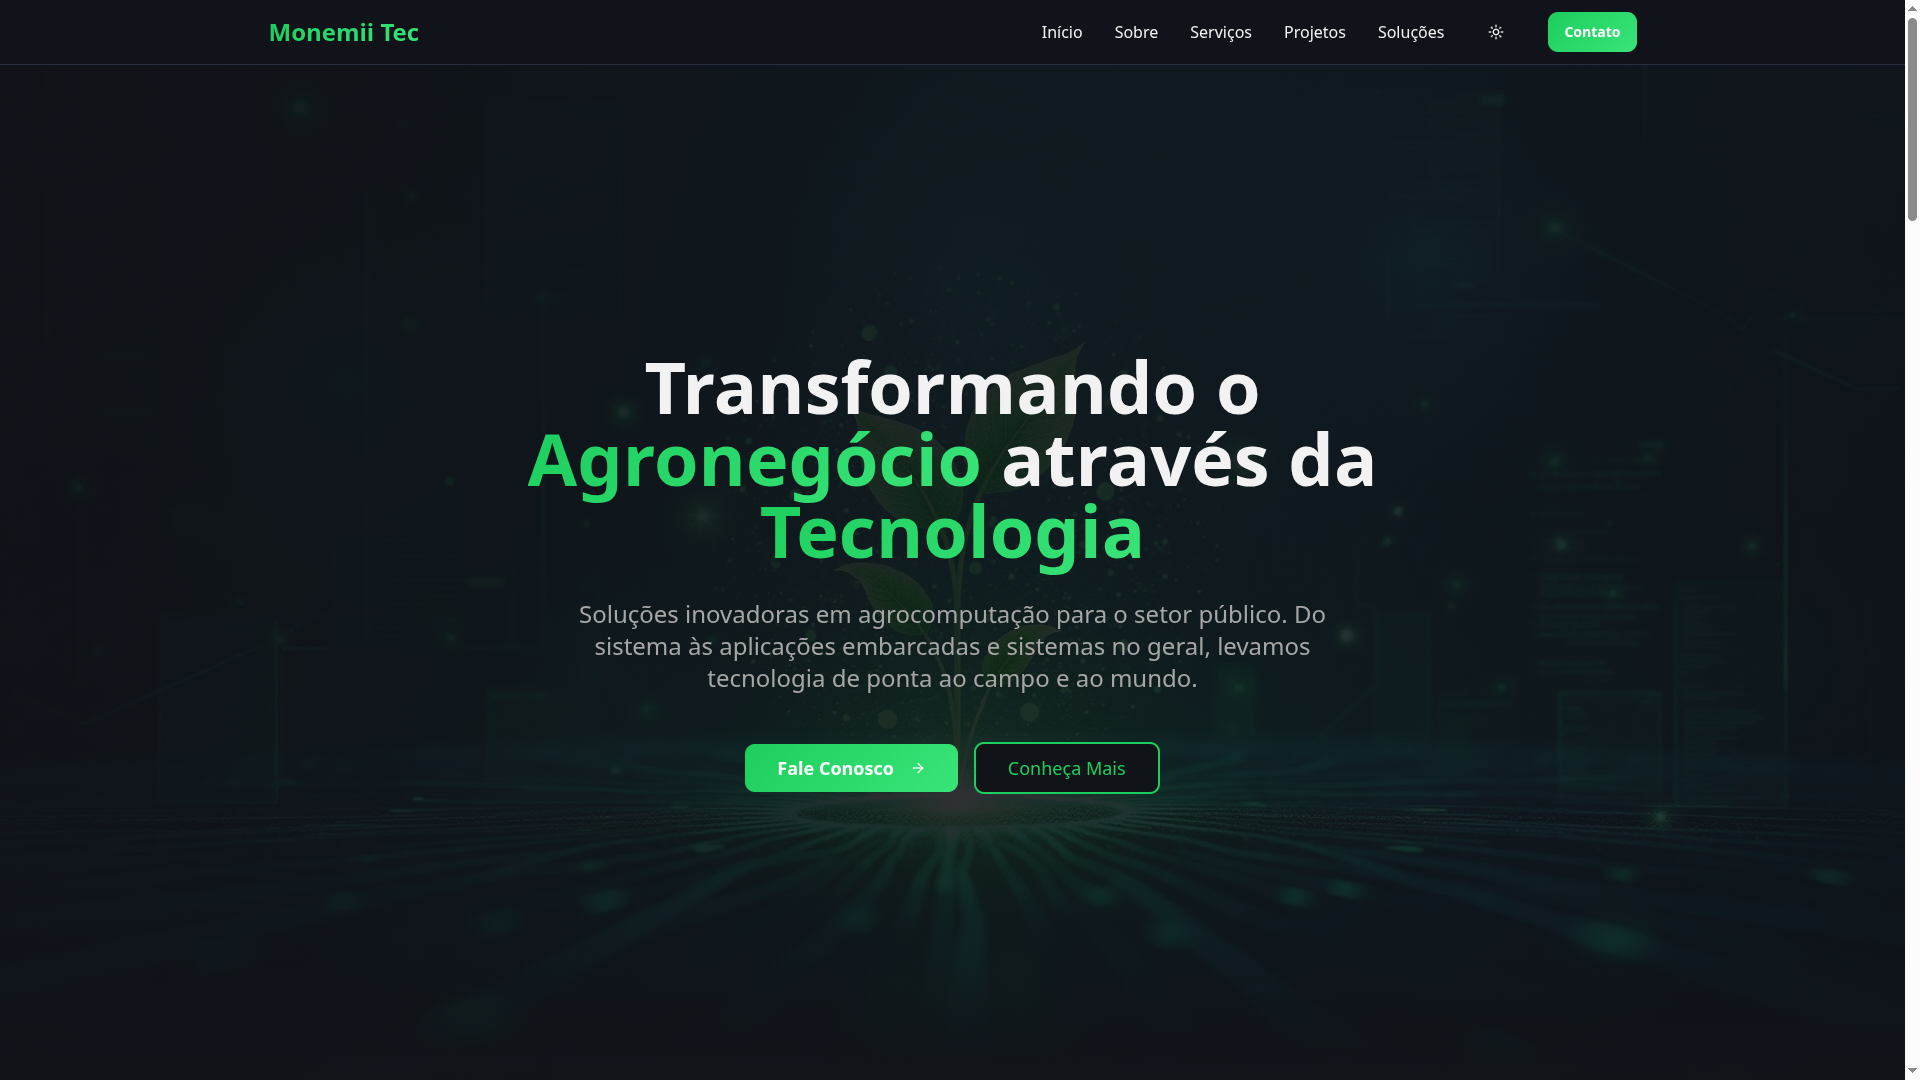 Monemii Tec
Início
Sobre
Serviços
Projetos
Soluções
Contato
Transformando o
Agronegócio através da
Tecnologia
Soluções inovadoras em agrocomputação para o setor público. Do
sistema às aplicações embarcadas e sistemas no geral, levamos
tecnologia de ponta ao campo e ao mundo.
Fale Conosco
Conheça Mais